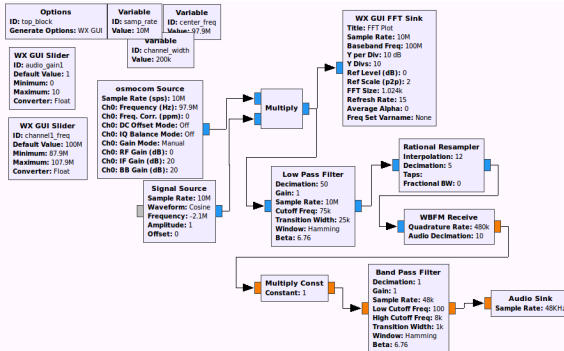 Options
ID: top_block
Generate Options: WX GUI
Variable
ID: samp_rate
Value: 10M
Variable
ID: center_freq
Value: 97.9M
Variable
ID: channel_width
Value: 200k
WX GUI Slider
ID: audio_gain1
Default Value: 1
Minimum: 0
Maximum: 10
Converter: Float
WX GUI Slider
ID: channel1_freq
Default Value: 100M
Minimum: 87.9M
Maximum: 107.9M
Converter: Float
osmocom Source
Sample Rate (sps): 10M
Ch0: Frequency (Hz): 97.9M
Ch0: Freq. Corr. (ppm): 0
Ch0: DC Offset Mode: Off
Ch0: IQ Balance Mode: Off
Ch0: Gain Mode: Manual
Ch0: RF Gain (dB): 0
Ch0: IF Gain (dB): 20
Ch0: BB Gain (dB): 20
Signal Source
Sample Rate: 10M
Waveform: Cosine
Frequency: -2.1M
Amplitude: 1
Offset: 0
Multiply
WX GUI FFT Sink
Title: FFT Plot
Sample Rate: 10M
Baseband Freq: 100M
Y per Div: 10 dB
Y Divs: 10
Ref Level (dB): 0
Ref Scale (p2p): 2
FFT Size: 1.024k
Refresh Rate: 15
Average Alpha: 0
Freq Set Varname: None
Low Pass Filter
Decimation: 50
Gain: 1
Sample Rate: 10M
Cutoff Freq: 75k
Transition Width: 25k
Window: Hamming
Beta: 6.76
Rational Resampler
Interpolation: 12
Decimation: 5
Taps:
Fractional BW: 0
WBFM Receive
Quadrature Rate: 480k
Audio Decimation: 10
Multiply Const
Constant: 1
Band Pass Filter
Decimation: 1
Gain: 1
Sample Rate: 48k
Low Cutoff Freq: 100
High Cutoff Freq: 8k
Transition Width: 1k
Window: Hamming
Beta: 6.76
Audio Sink
Sample Rate: 48KHz